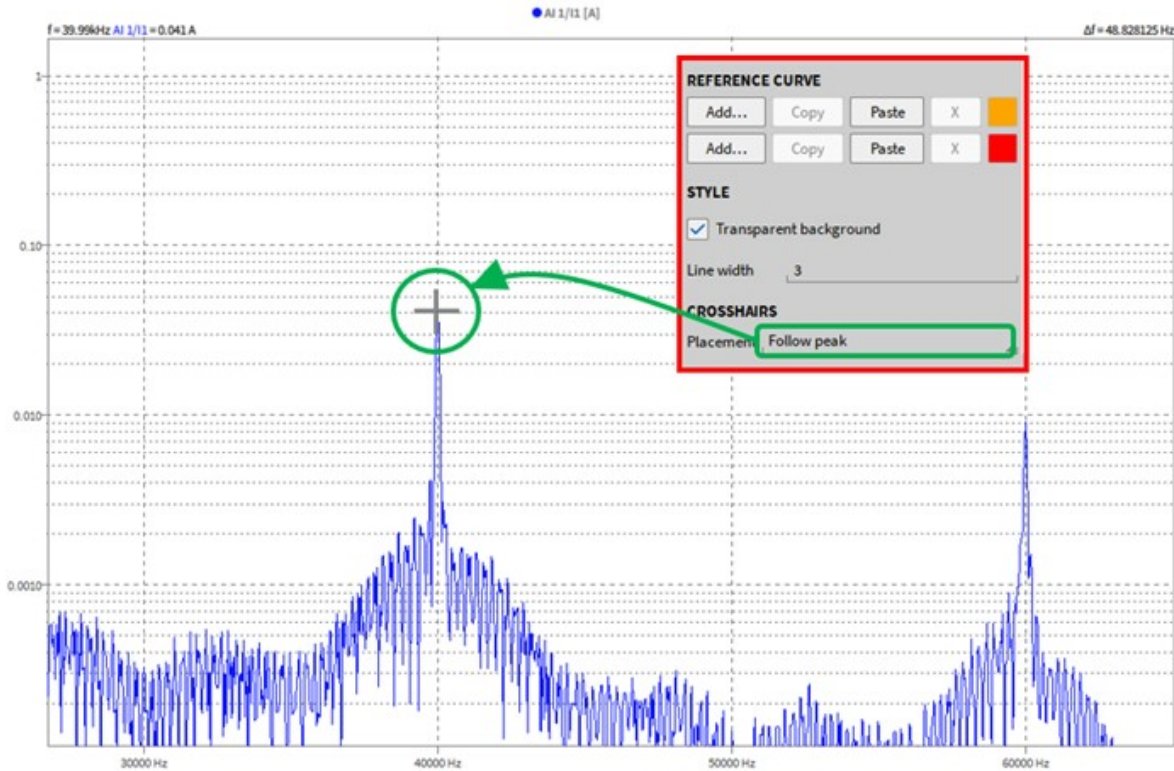 AI 1/I1 [A]
f = 39.99kHz AI 1/I1 = 0.041 A
Δf = 48.828125 Hz
1
0.10
0.010
0.0010
REFERENCE CURVE
Add... Copy Paste X
Add... Copy Paste X
STYLE
Transparent background
Line width 3
CROSSHAIRS
Placement Follow peak
30000 Hz 40000 Hz 50000 Hz 60000 Hz